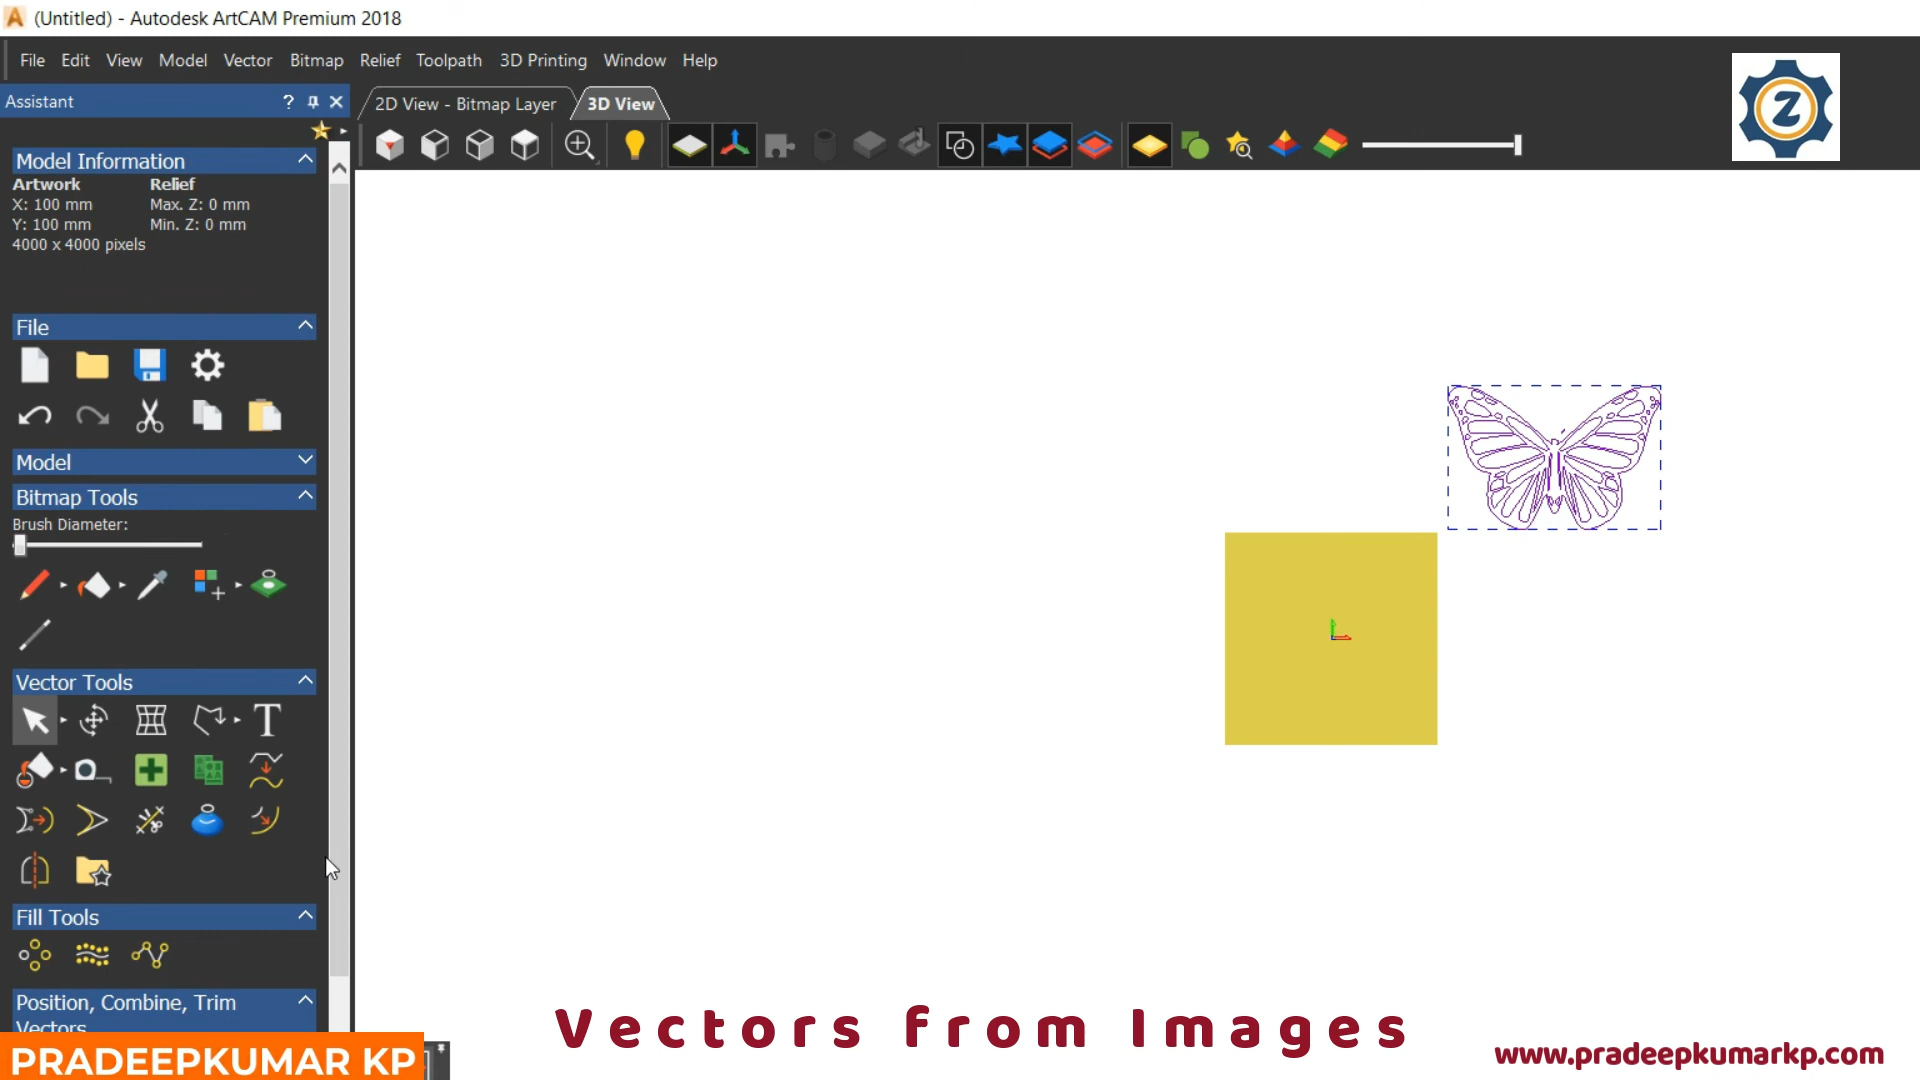 (Untitled) - Autodesk ArtCAM Premium 2018
File Edit View Model Vector Bitmap Relief Toolpath 3D Printing Window Help
Assistant ?
2D View - Bitmap Layer 3D View
Z
Model Information
Artwork Relief
X: 100 mm Max. Z: 0 mm
Y: 100 mm Min. Z: 0 mm
4000 x 4000 pixels
File
Model
Bitmap Tools
Brush Diameter:
Vector Tools
T
Fill Tools
Position, Combine, Trim
Vectors
PRADEEPKUMAR KP
Vectors from Images
www.pradeepkumarkp.com